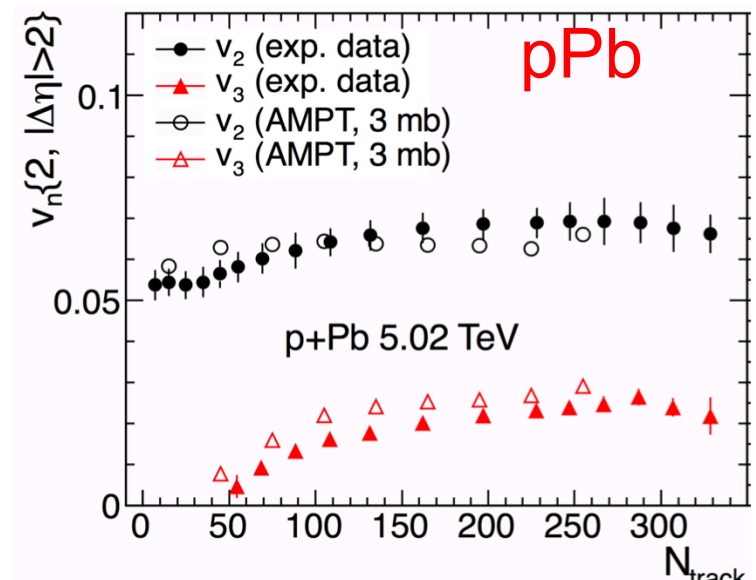 pPb
v2 (exp. data)
v3 (exp. data)
v2 (AMPT, 3 mb)
v3 (AMPT, 3 mb)
vn{2, |Δη|>2}
0.1
0.05
0
p+Pb 5.02 TeV
0 50 100 150 200 250 300
Ntrack